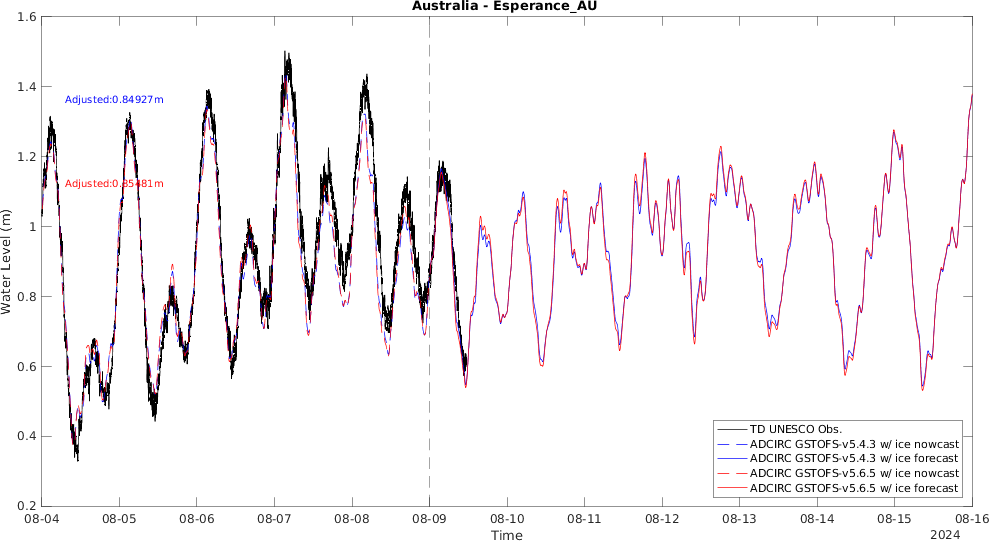 Australia - Esperance_AU
1.6
1.4
1.2
1
0.8
0.6
0.4
0.2
Water Level (m)
Adjusted:0.84927m
Adjusted:0.85481m
TD UNESCO Obs.
ADCIRC GSTOFS-v5.4.3 w/ ice nowcast
ADCIRC GSTOFS-v5.4.3 w/ ice forecast
ADCIRC GSTOFS-v5.6.5 w/ ice nowcast
ADCIRC GSTOFS-v5.6.5 w/ ice forecast
08-04 08-05 08-06 08-07 08-08 08-09 08-10 08-11 08-12 08-13 08-14 08-15 08-16
Time
2024